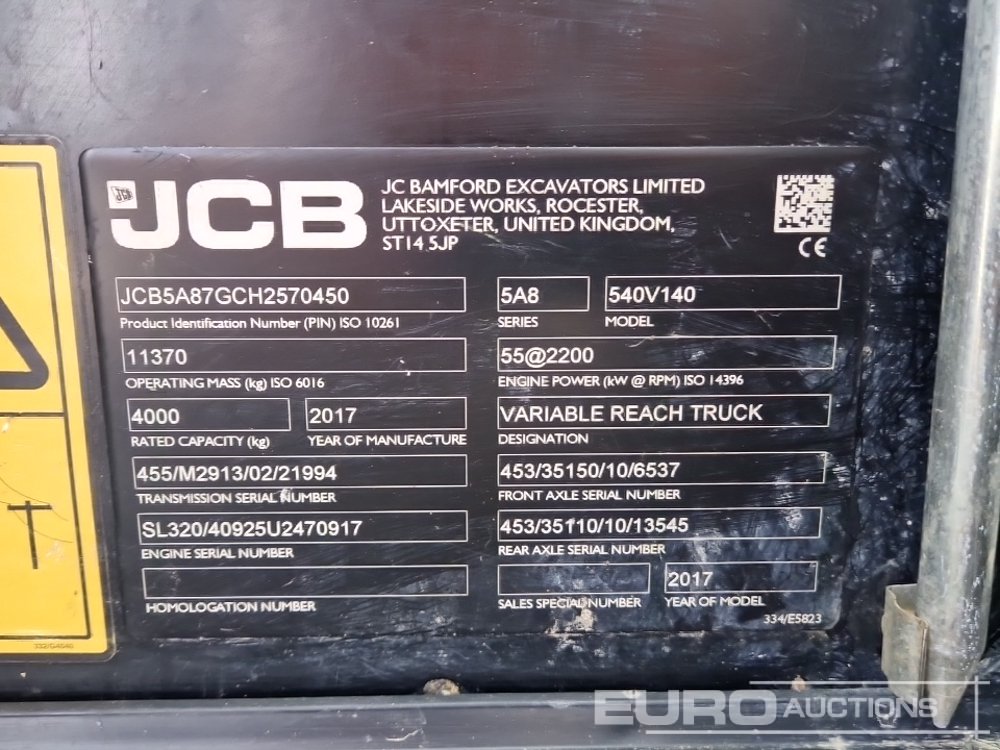 JCB
JC BAMFORD EXCAVATORS LIMITED
LAKESIDE WORKS, ROCESTER,
UTTOXETER, UNITED KINGDOM,
ST14 5JP
CE
JCB5A87GCH2570450
Product Identification Number (PIN) ISO 10261
5A8
SERIES
540V140
MODEL
11370
OPERATING MASS (kg) ISO 6016
55@2200
ENGINE POWER (kW @ RPM) ISO 14396
4000
RATED CAPACITY (kg)
2017
YEAR OF MANUFACTURE
VARIABLE REACH TRUCK
DESIGNATION
455/M2913/02/21994
TRANSMISSION SERIAL NUMBER
453/35150/10/6537
FRONT AXLE SERIAL NUMBER
SL320/40925U2470917
ENGINE SERIAL NUMBER
453/35110/10/13545
REAR AXLE SERIAL NUMBER
HOMOLOGATION NUMBER
SALES SPECIAL NUMBER
2017
YEAR OF MODEL
334/E5823
EURO AUCTIONS